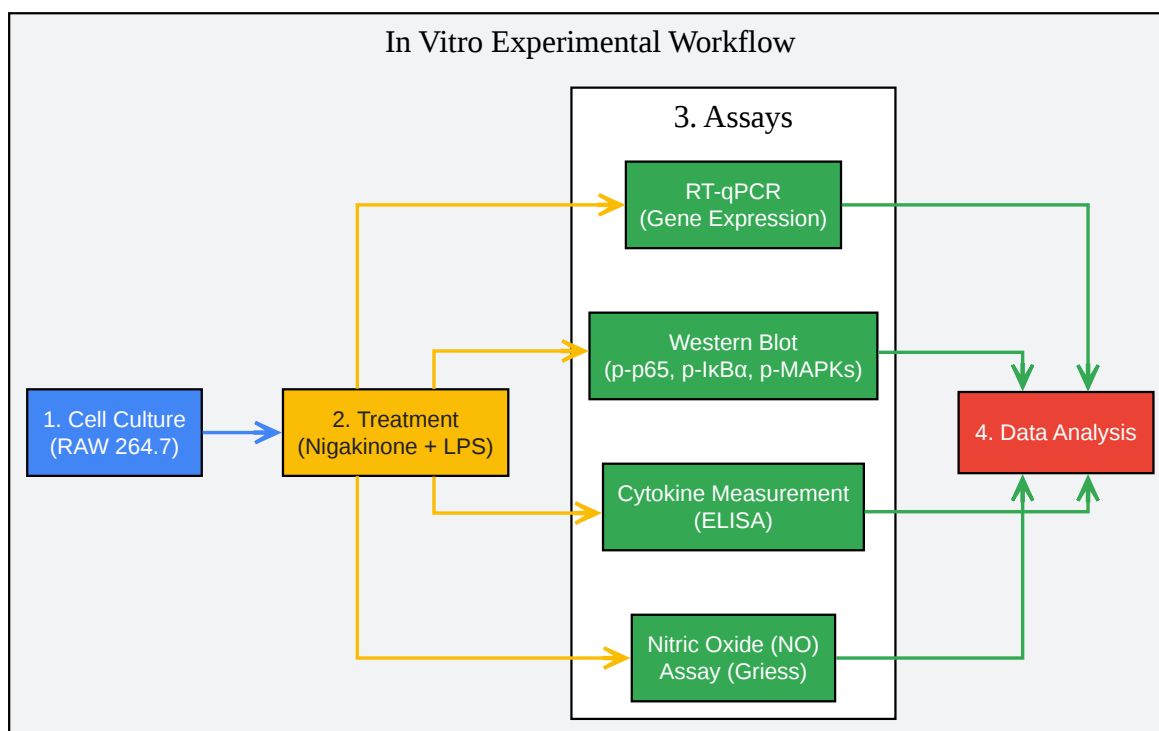 In Vitro Experimental Workflow
3. Assays
RT-qPCR
(Gene Expression)
Western Blot
(p-p65, p-IκBα, p-MAPKs)
1. Cell Culture
(RAW 264.7)
2. Treatment
(Nigakinone + LPS)
4. Data Analysis
Cytokine Measurement
(ELISA)
Nitric Oxide (NO)
Assay (Griess)